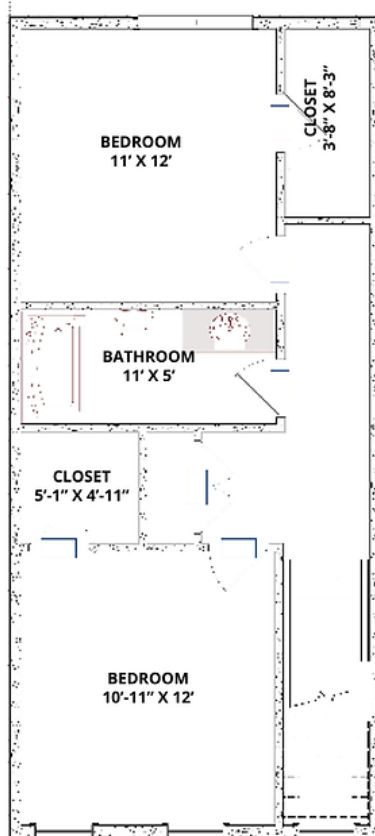 CLOSET
3'-8" X 8'-3"
BEDROOM
11' X 12'
BATHROOM
11' X 5'
CLOSET
5'-1" X 4'-11"
BEDROOM
10'-11" X 12'